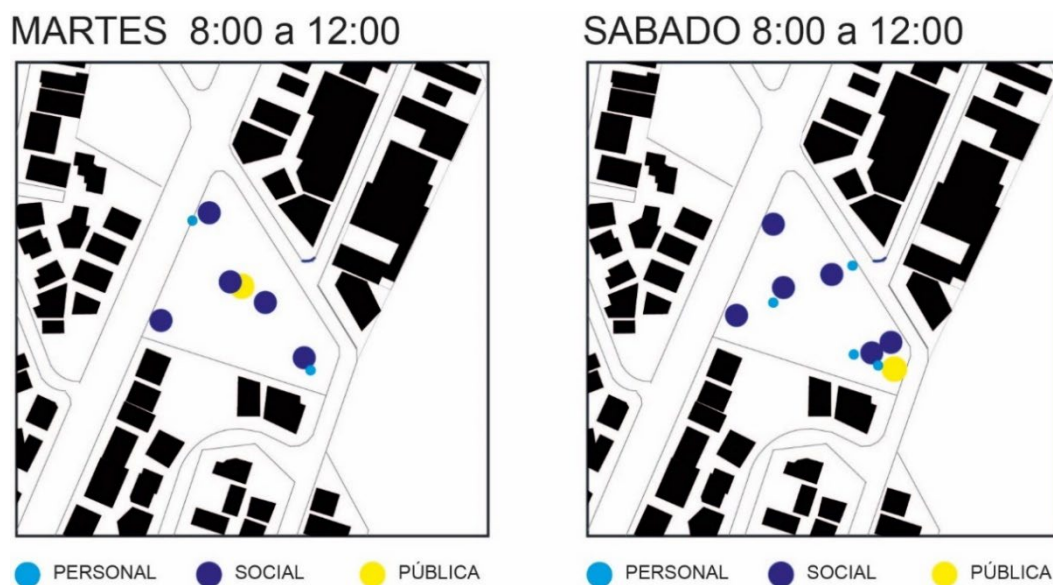 MARTES 8:00 a 12:00
SABADO 8:00 a 12:00
PERSONAL SOCIAL PÚBLICA
PERSONAL SOCIAL PÚBLICA